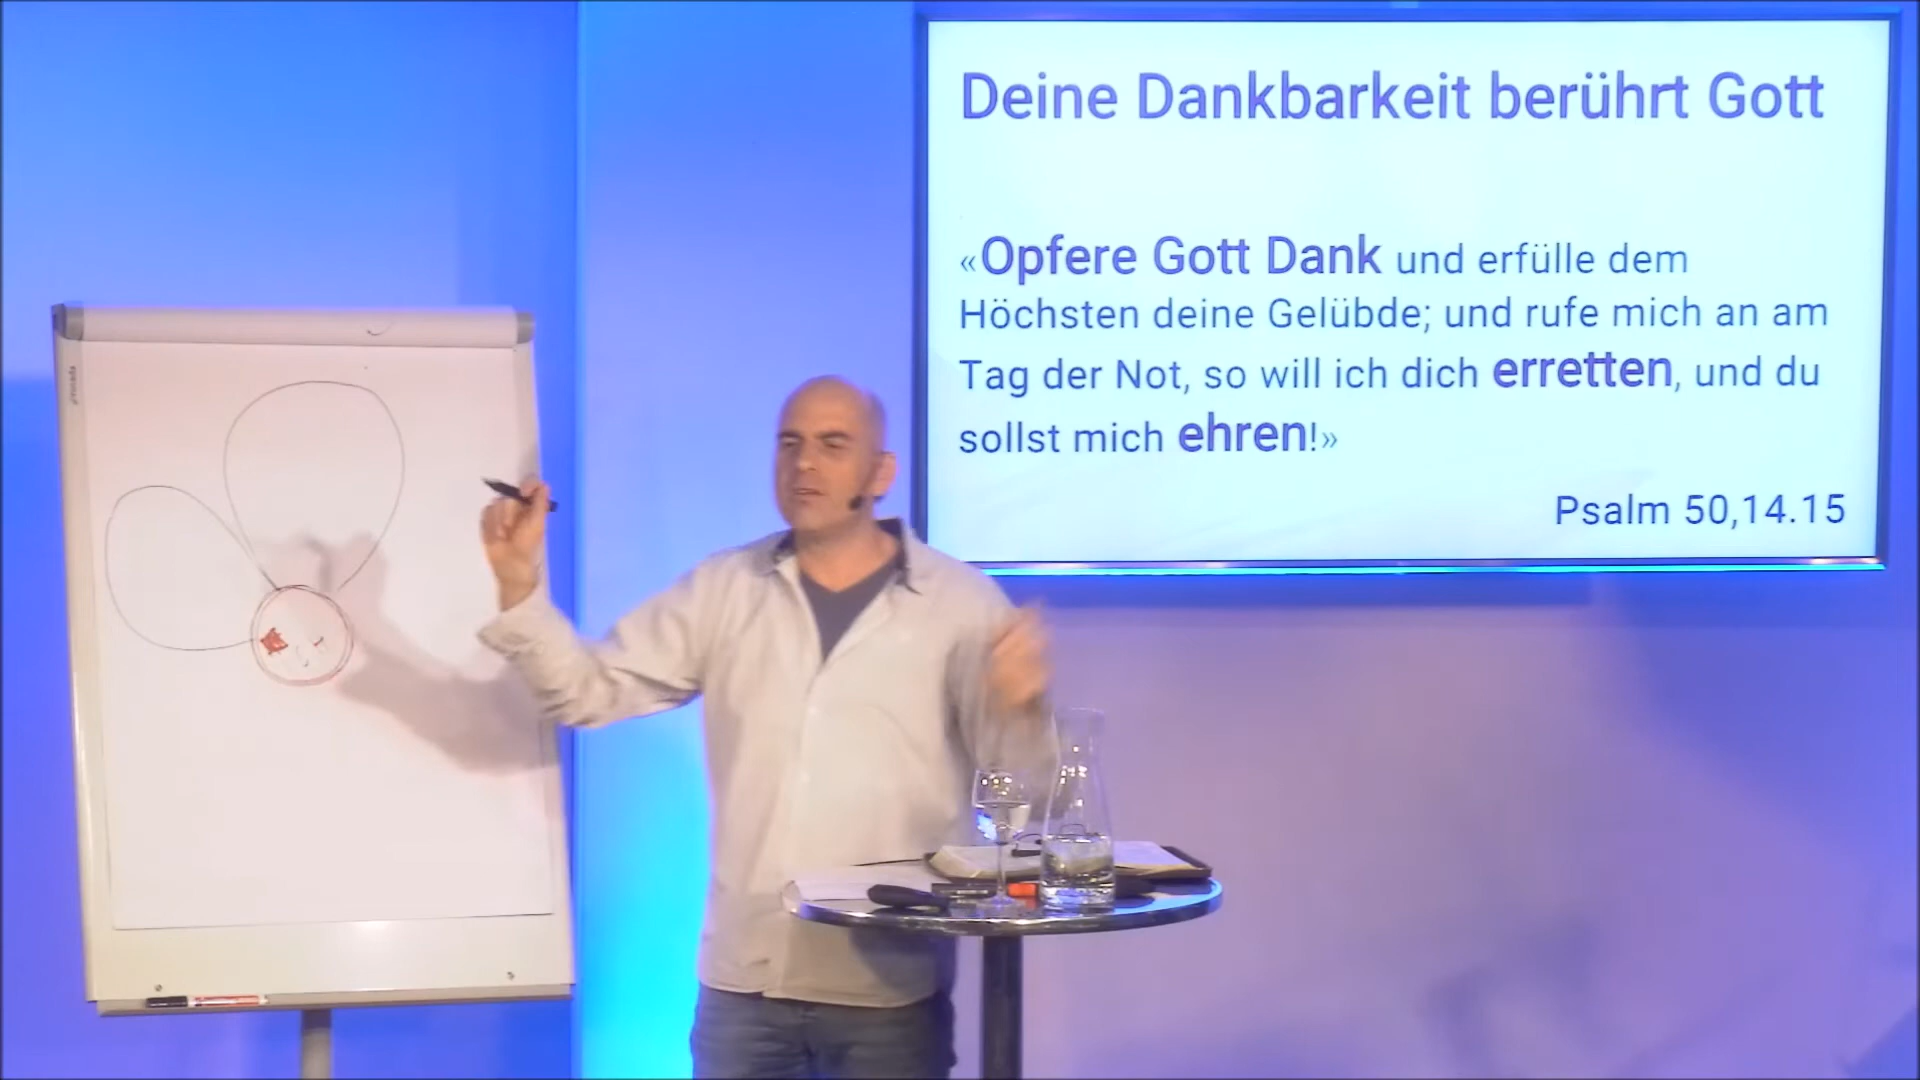 Deine Dankbarkeit berührt Gott
«Opfere Gott Dank und erfülle dem
Höchsten deine Gelübde; und rufe mich an am
Tag der Not, so will ich dich erretten, und du
sollst mich ehren!»
Psalm 50,14.15